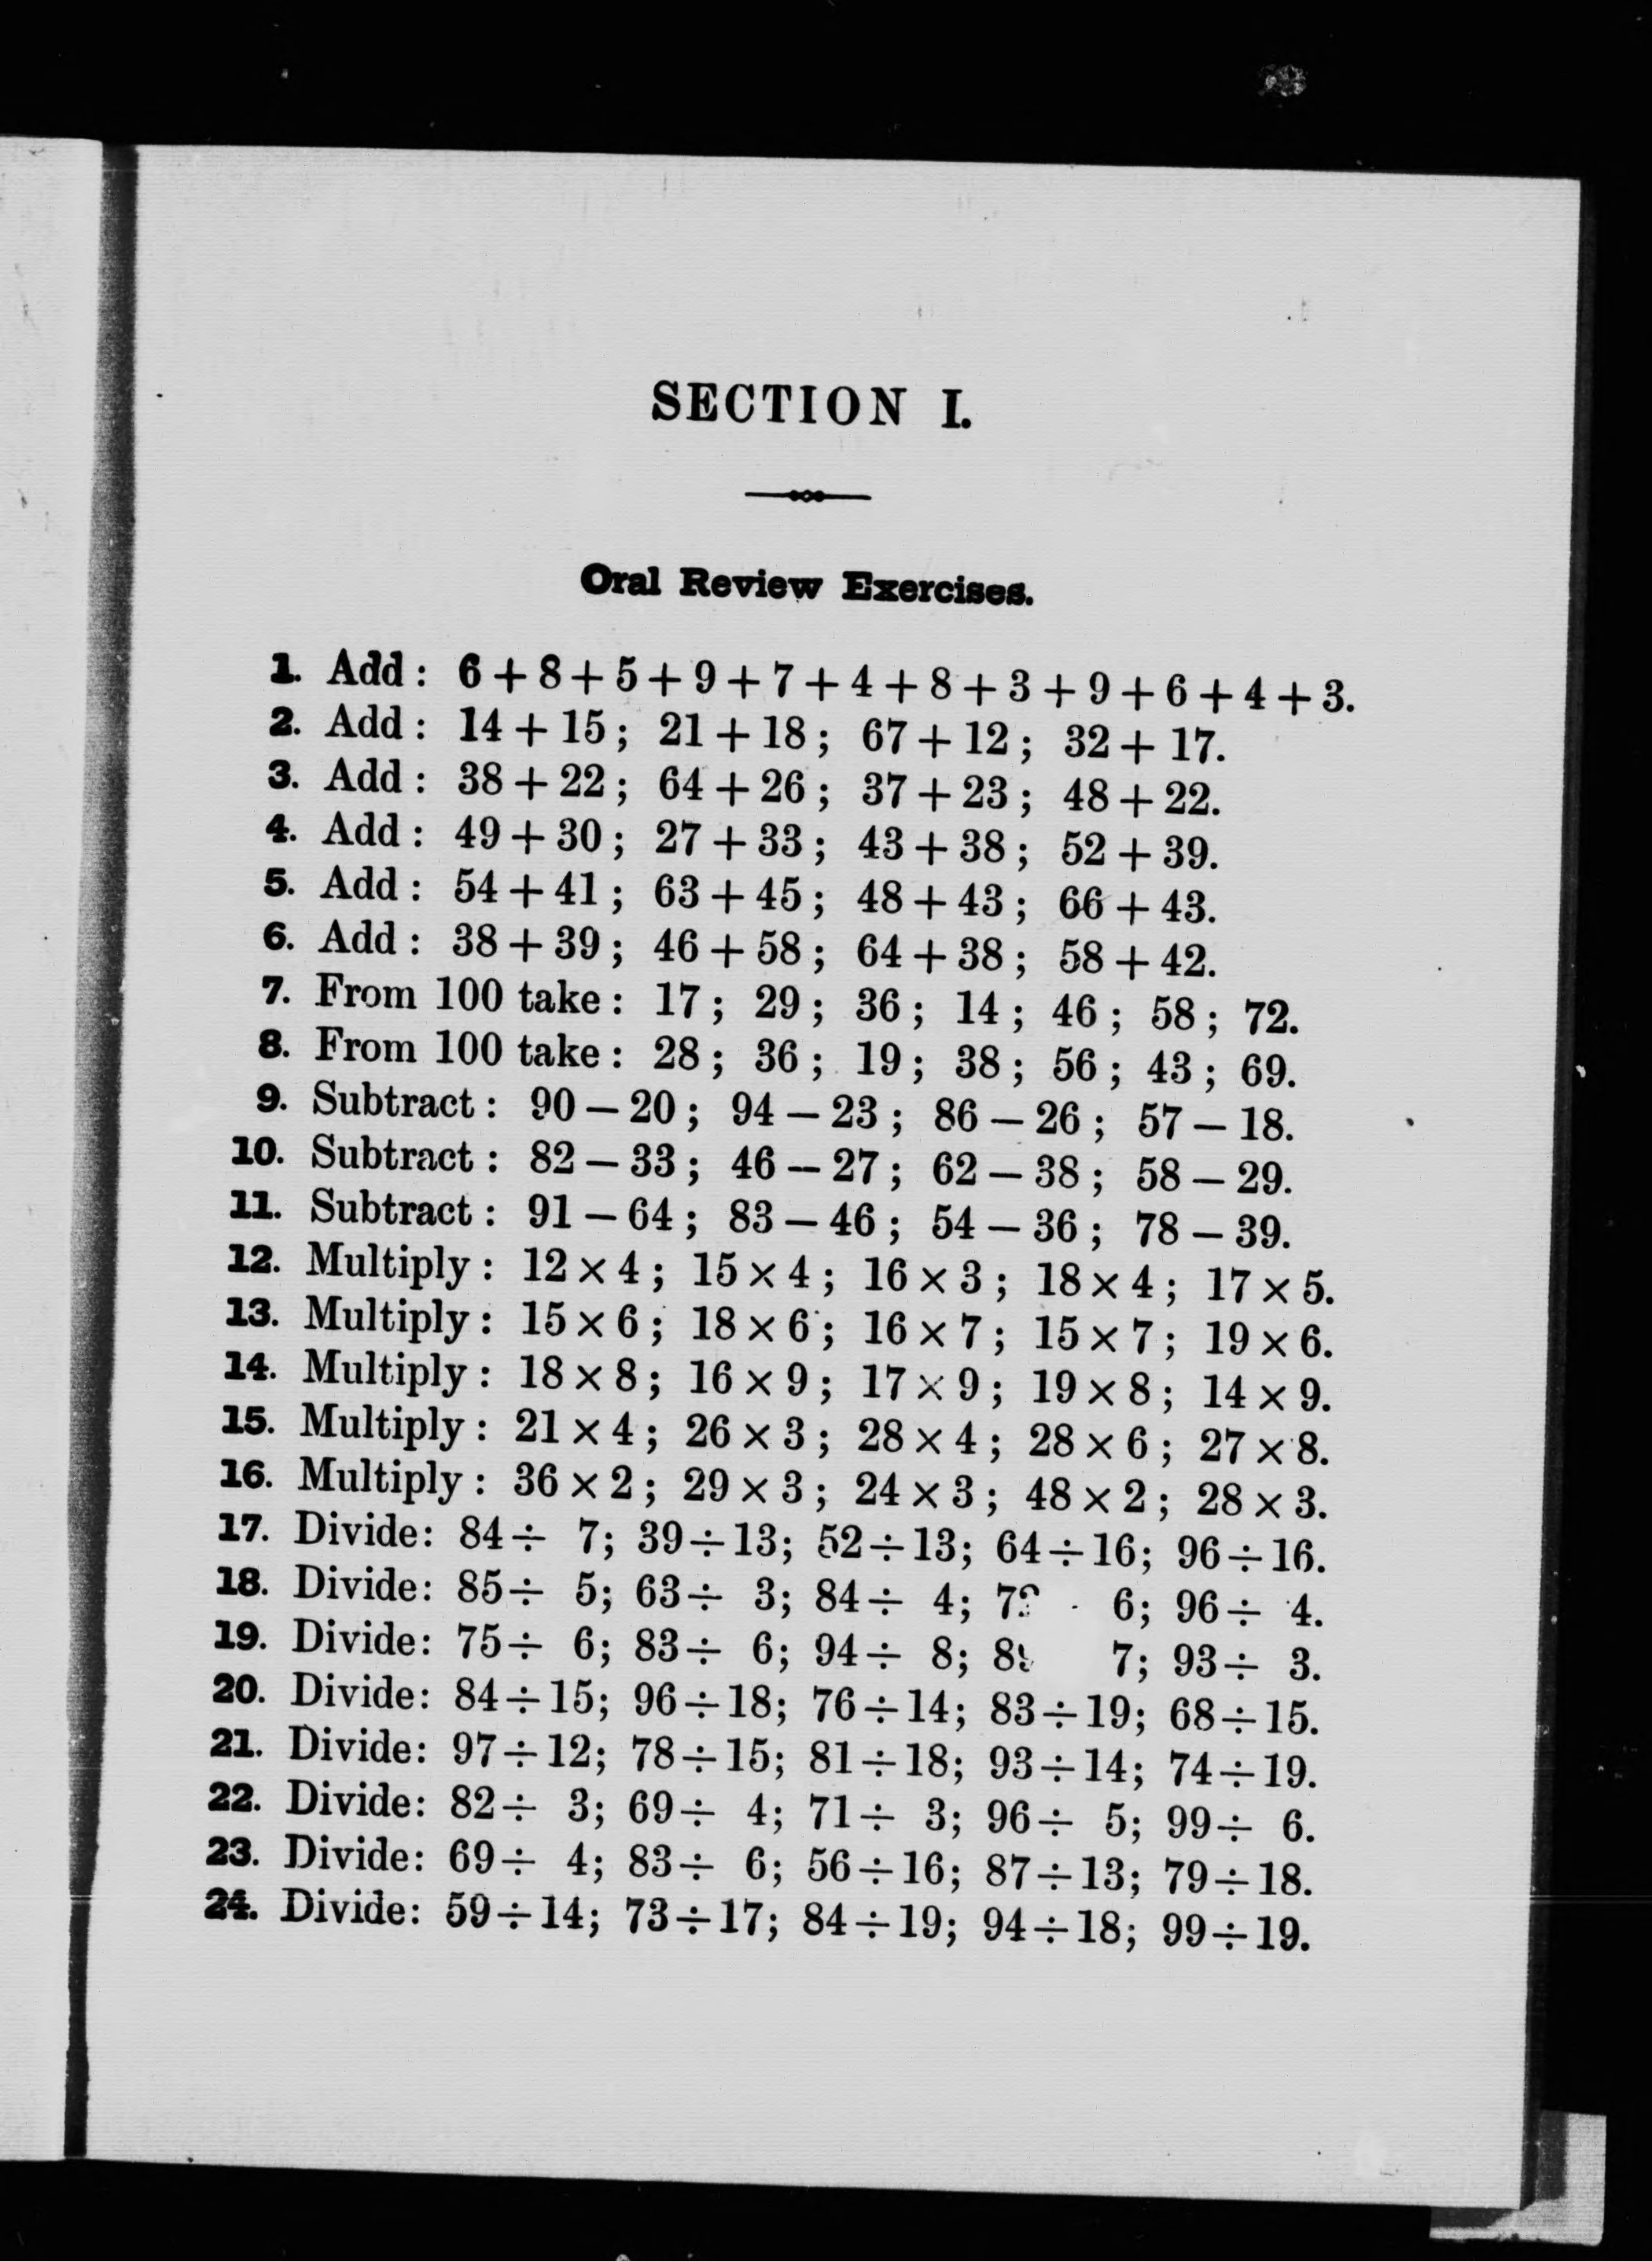 SECTION I.
Oral Review Exercises.
1. Add: 6 + 8 + 5 + 9 + 7 + 4 + 8 + 3 + 9 + 6 + 4 + 3.
2. Add: 14 + 15; 21 + 18; 67 + 12; 32 + 17.
3. Add: 38 + 22; 64 + 26; 37 + 23; 48 + 22.
4. Add: 49 + 30; 27 + 33; 43 + 38; 52 + 39.
5. Add: 54 + 41; 63 + 45; 48 + 43; 66 + 43.
6. Add: 38 + 39; 46 + 58; 64 + 38; 58 + 42.
7. From 100 take: 17; 29; 36; 14; 46; 58; 72.
8. From 100 take: 28; 36; 19; 38; 56; 43; 69.
9. Subtract: 90 – 20; 94 – 23; 86 – 26; 57 – 18.
10. Subtract: 82 – 33; 46 – 27; 62 – 38; 58 – 29.
11. Subtract: 91 – 64; 83 – 46; 54 – 36; 78 – 39.
12. Multiply: 12 × 4; 15 × 4; 16 × 3; 18 × 4; 17 × 5.
13. Multiply: 15 × 6; 18 × 6; 16 × 7; 15 × 7; 19 × 6.
14. Multiply: 18 × 8; 16 × 9; 17 × 9; 19 × 8; 14 × 9.
15. Multiply: 21 × 4; 26 × 3; 28 × 4; 28 × 6; 27 × 8.
16. Multiply: 36 × 2; 29 × 3; 24 × 3; 48 × 2; 28 × 3.
17. Divide: 84 ÷ 7; 39 ÷ 13; 52 ÷ 13; 64 ÷ 16; 96 ÷ 16.
18. Divide: 85 ÷ 5; 63 ÷ 3; 84 ÷ 4; 6; 96 ÷ 4.
19. Divide: 75 ÷ 6; 83 ÷ 6; 94 ÷ 8; 7; 93 ÷ 3.
20. Divide: 84 ÷ 15; 96 ÷ 18; 76 ÷ 14; 83 ÷ 19; 68 ÷ 15.
21. Divide: 97 ÷ 12; 78 ÷ 15; 81 ÷ 18; 93 ÷ 14; 74 ÷ 19.
22. Divide: 82 ÷ 3; 69 ÷ 4; 71 ÷ 3; 96 ÷ 5; 99 ÷ 6.
23. Divide: 69 ÷ 4; 83 ÷ 6; 56 ÷ 16; 87 ÷ 13; 79 ÷ 18.
24. Divide: 59 ÷ 14; 73 ÷ 17; 84 ÷ 19; 94 ÷ 18; 99 ÷ 19.